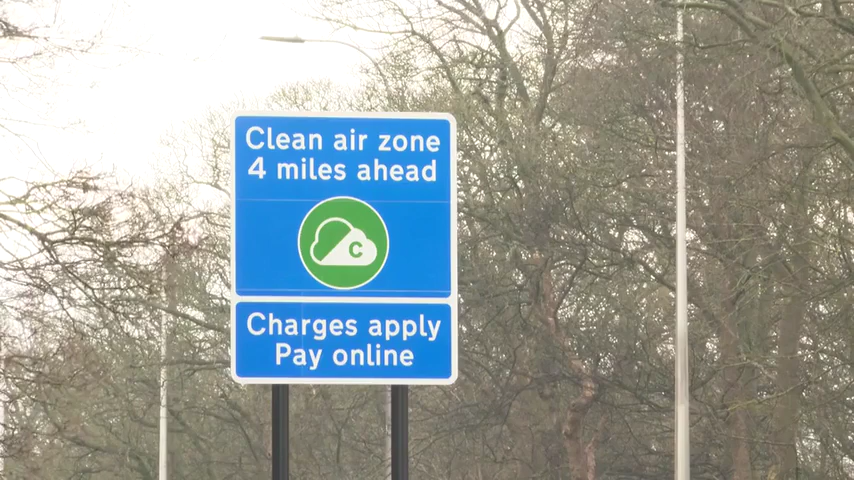 Clean air zone
4 miles ahead
C
Charges apply
Pay online